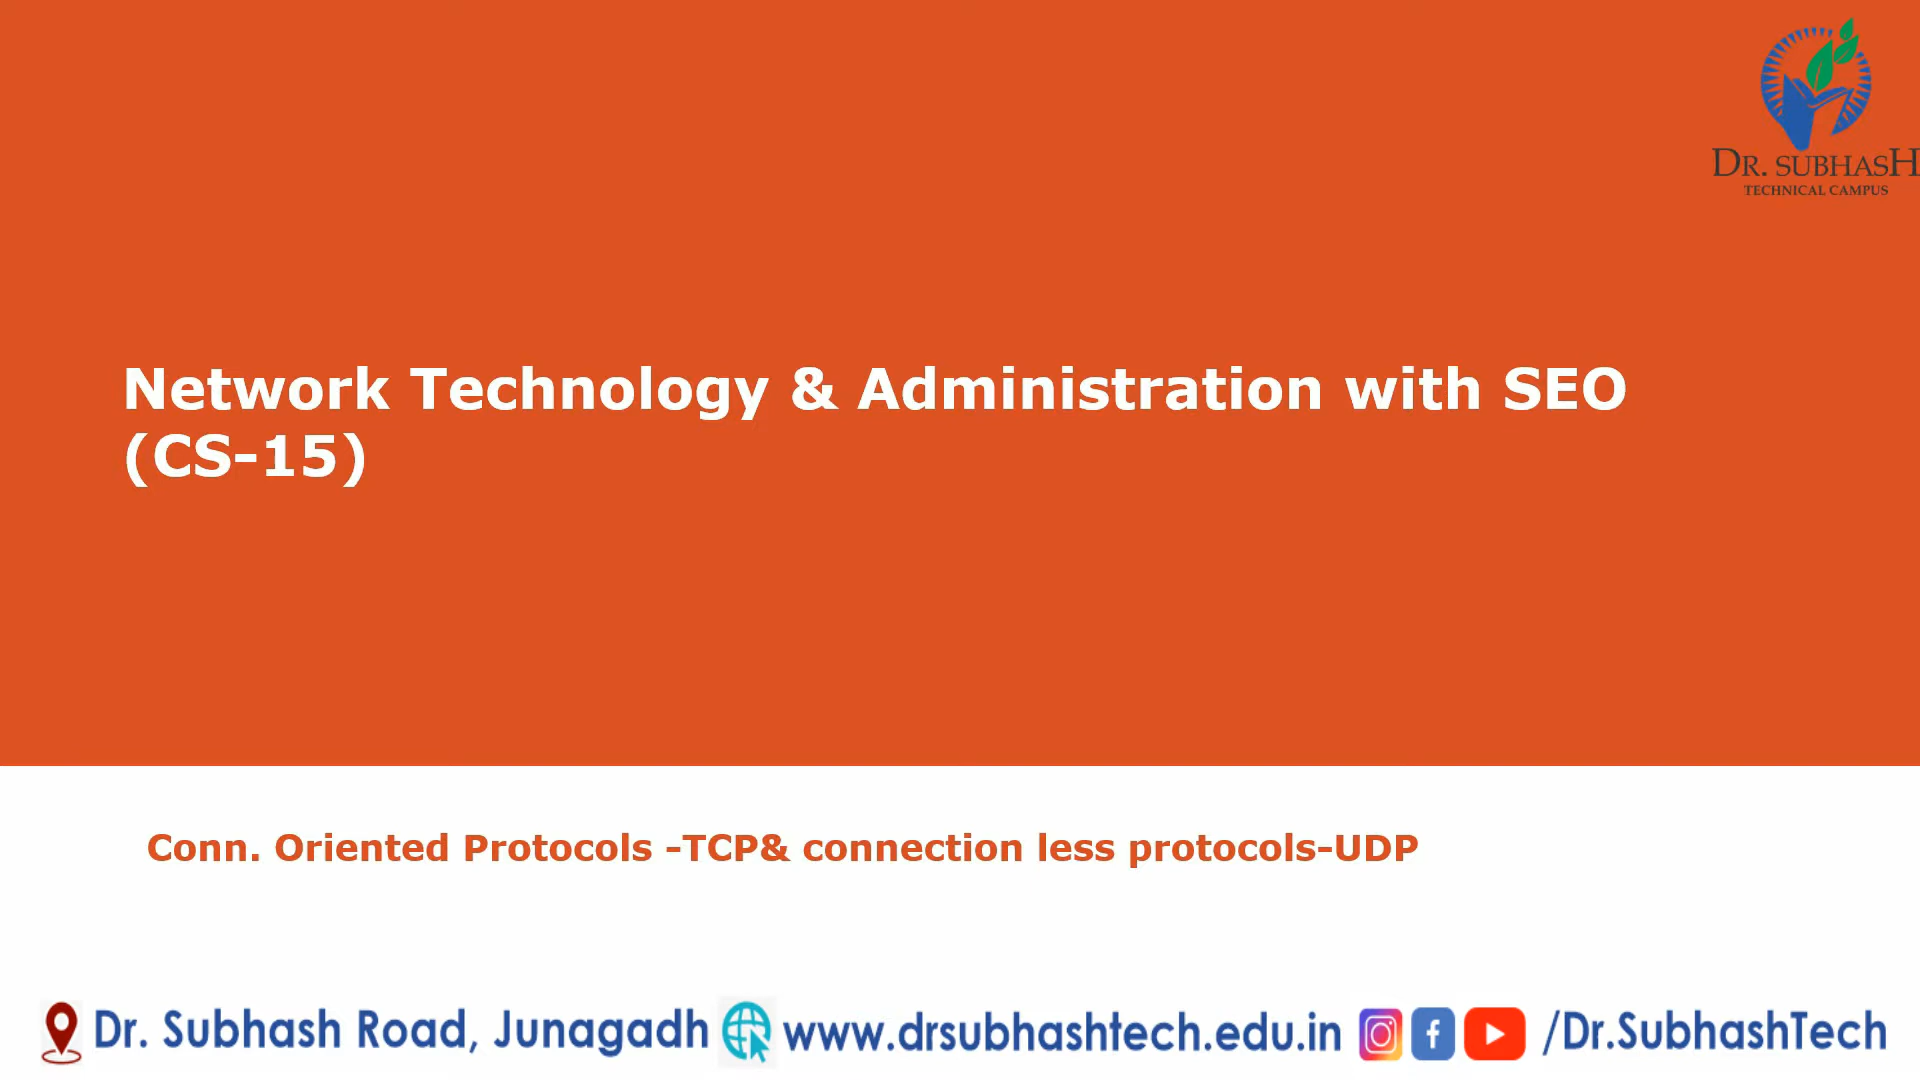 DR. SUBHASH
TECHNICAL CAMPUS
Network Technology & Administration with SEO
(CS-15)
Conn. Oriented Protocols -TCP& connection less protocols-UDP
Dr. Subhash Road, Junagadh www.drsubhashtech.edu.in /Dr.SubhashTech